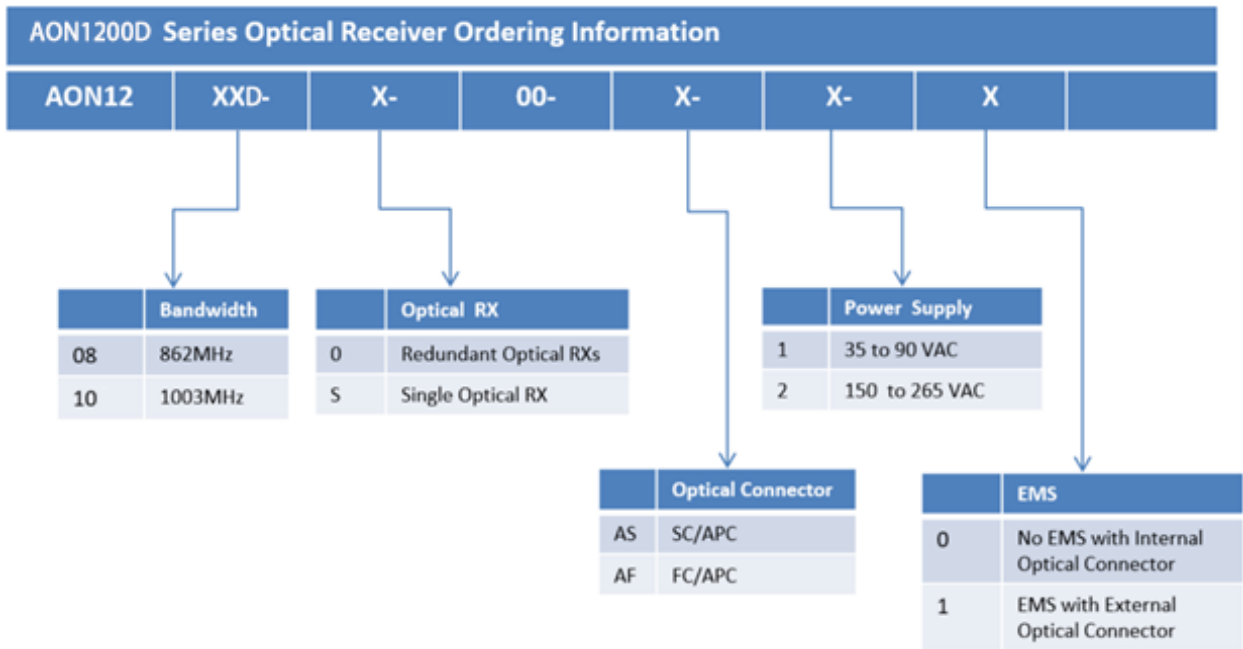 AON1200D Series Optical Receiver Ordering Information
AON12 XXD- X- 00- X- X- X
Bandwidth
08 862MHz
10 1003MHz
Optical RX
0 Redundant Optical RXs
S Single Optical RX
Power Supply
1 35 to 90 VAC
2 150 to 265 VAC
Optical Connector
AS SC/APC
AF FC/APC
EMS
0 No EMS with Internal
Optical Connector
1 EMS with External
Optical Connector